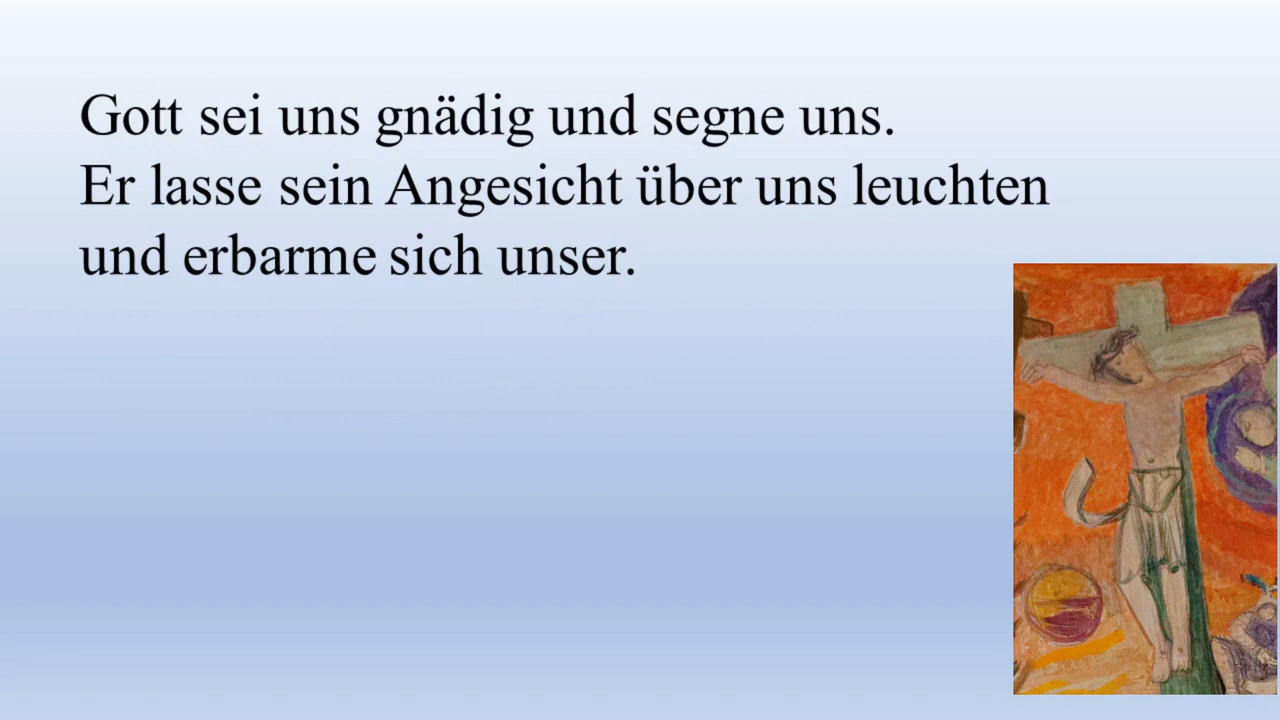 Gott sei uns gnädig und segne uns.
Er lasse sein Angesicht über uns leuchten
und erbarme sich unser.